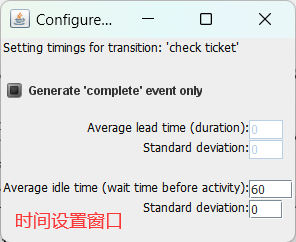 Configure...
Setting timings for transition: 'check ticket'
Generate 'complete' event only
Average lead time (duration): 0
Standard deviation: 0
Average idle time (wait time before activity): 60
Standard deviation: 0
时间设置窗口